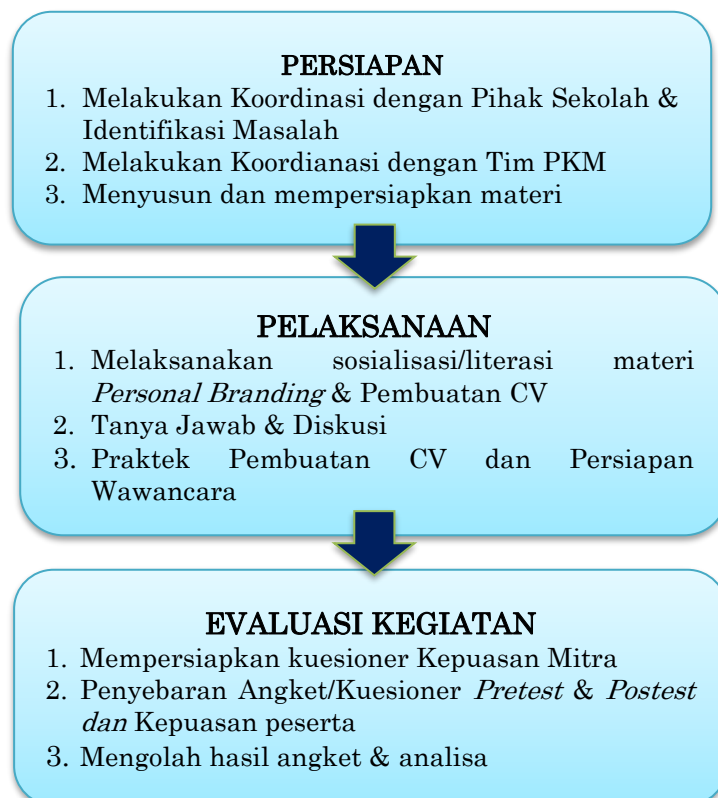 PERSIAPAN
1. Melakukan Koordinasi dengan Pihak Sekolah &
Identifikasi Masalah
2. Melakukan Koordianasi dengan Tim PKM
3. Menyusun dan mempersiapkan materi
PELAKSANAAN
1. Melaksanakan sosialisasi/literasi materi
Personal Branding & Pembuatan CV
2. Tanya Jawab & Diskusi
3. Praktek Pembuatan CV dan Persiapan
Wawancara
EVALUASI KEGIATAN
1. Mempersiapkan kuesioner Kepuasan Mitra
2. Penyebaran Angket/Kuesioner Pretest & Postest
dan Kepuasan peserta
3. Mengolah hasil angket & analisa